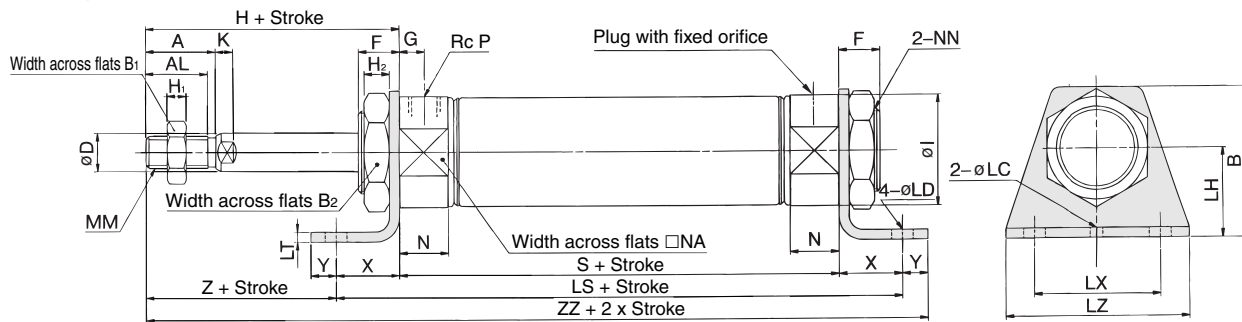 H + Stroke
A
K
F
G
Rc P
Plug with fixed orifice
F
2-NN
Width across flats B₁
AL
H₂
H₁
øD
øI
B
LH
2-øLC
4-øLD
Width across flats B₂
MM
LT
N
Width across flats □NA
N
Y
X
S + Stroke
X
Y
Z + Stroke
LS + Stroke
ZZ + 2 x Stroke
LX
LZ